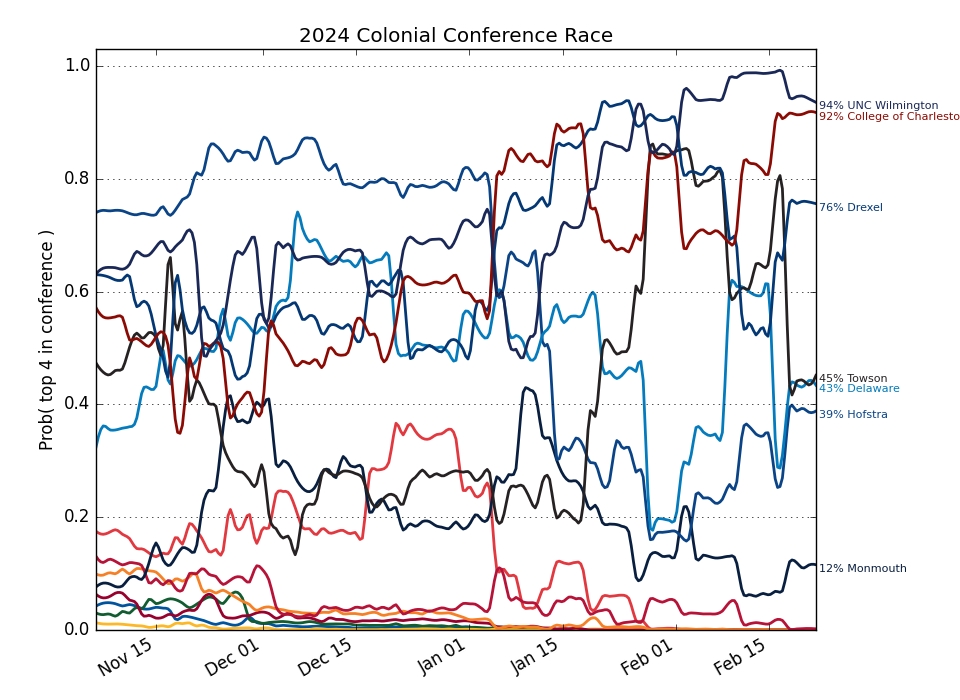 2024 Colonial Conference Race
Prob( top 4 in conference )
1.0
0.8
0.6
0.4
0.2
0.0
94% UNC Wilmington
92% College of Charlesto
76% Drexel
45% Towson
43% Delaware
39% Hofstra
12% Monmouth
Nov 15
Dec 01
Dec 15
Jan 01
Jan 15
Feb 01
Feb 15